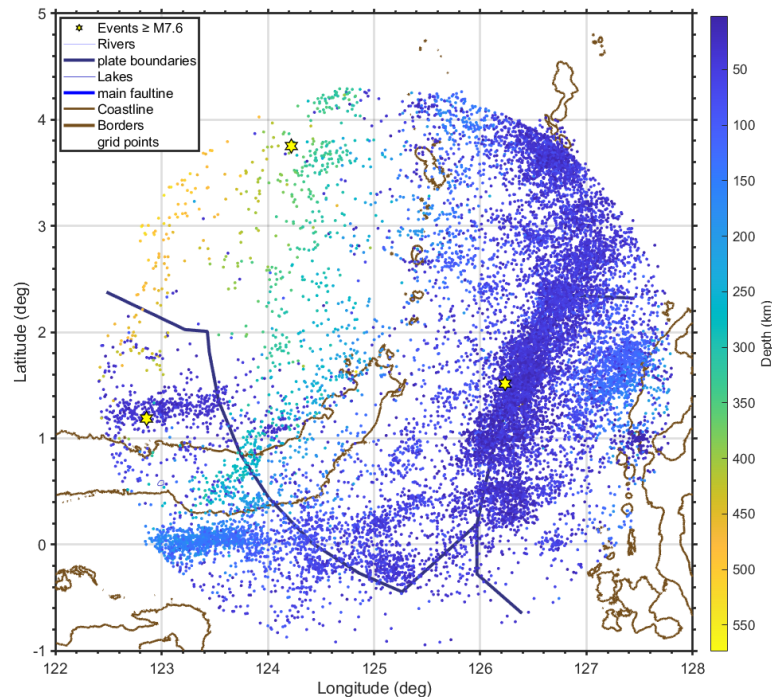 Events ≥ M7.6
Rivers
plate boundaries
Lakes
main faultine
Coastline
Borders
grid points
5
4
3
2
1
0
-1
Latitude (deg)
122
123
124
125
126
127
128
Longitude (deg)
50
100
150
200
250
300
350
400
450
500
550
Depth (km)